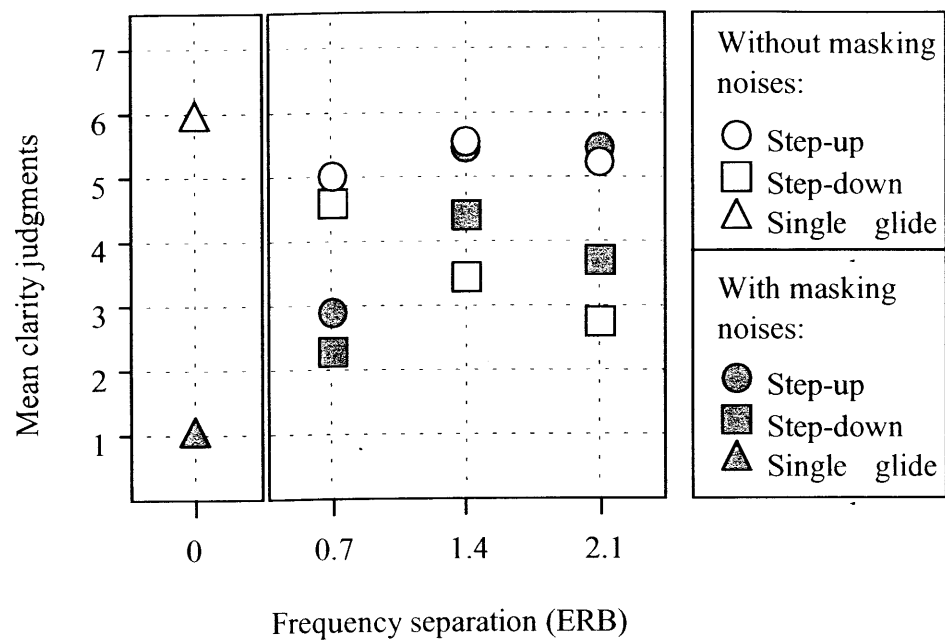 Mean clarity judgments
7
6
5
4
3
2
1
0
0.7
1.4
2.1
Frequency separation (ERB)
Without masking
noises:
Step-up
Step-down
Single glide
With masking
noises:
Step-up
Step-down
Single glide